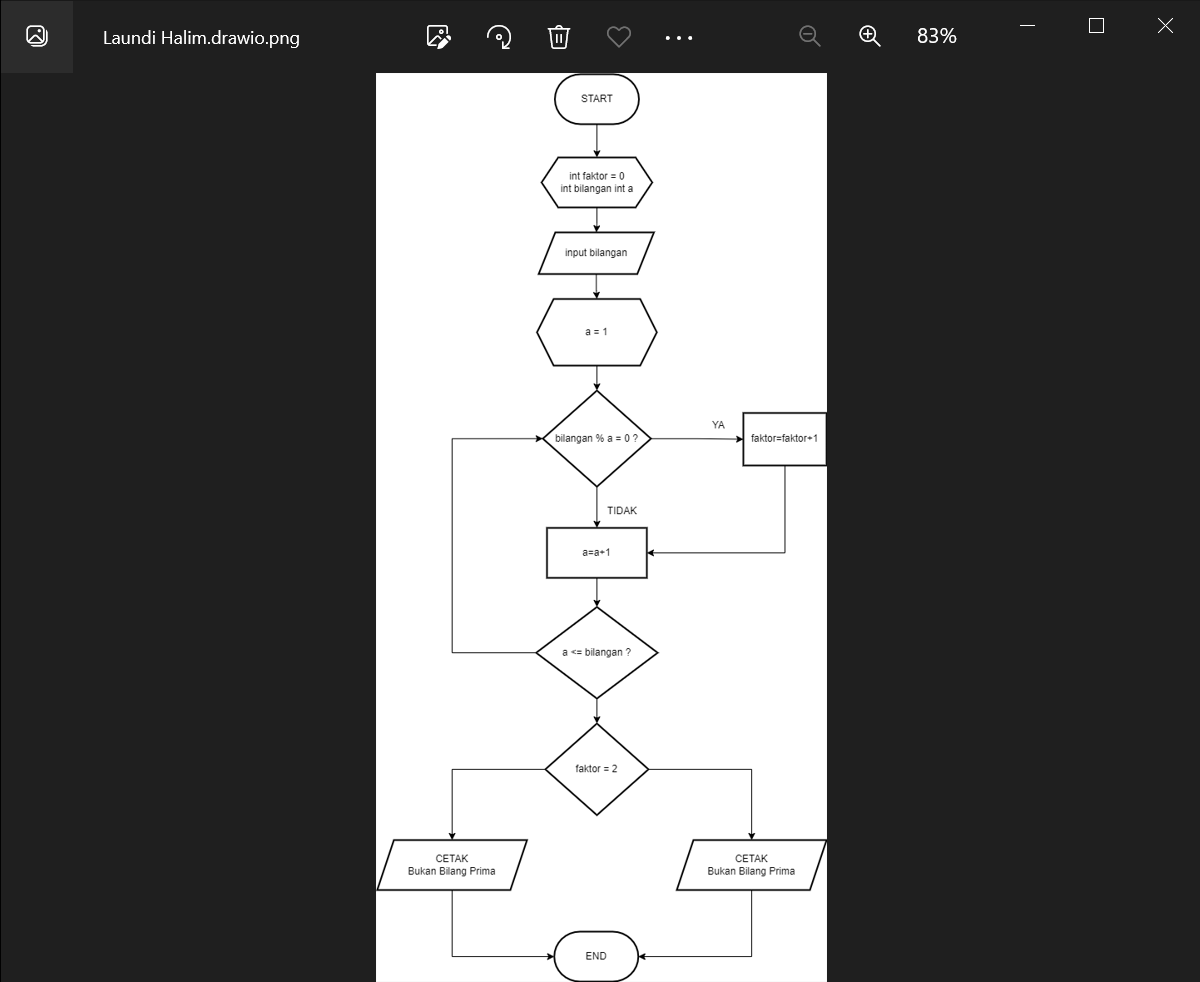 Laundi Halim.drawio.png
83%
START
int faktor = 0
int bilangan int a
input bilangan
a = 1
bilangan % a = 0 ?
YA
faktor=faktor+1
TIDAK
a=a+1
a <= bilangan ?
faktor = 2
CETAK
Bukan Bilang Prima
CETAK
Bukan Bilang Prima
END